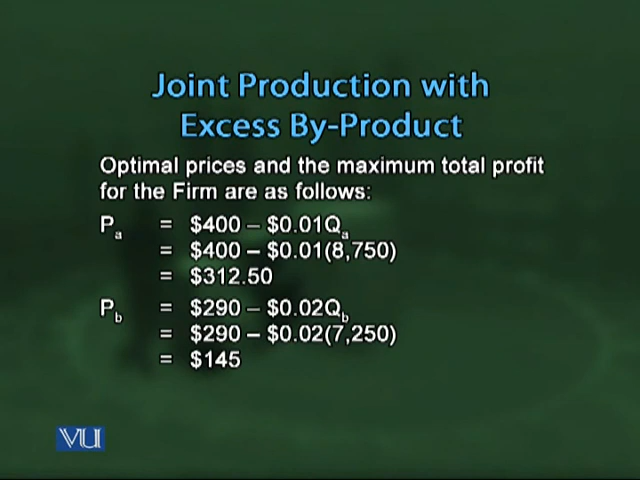 Joint Production with
Excess By-Product
Optimal prices and the maximum total profit
for the Firm are as follows:
Pa = $400 – $0.01Qa
= $400 – $0.01(8,750)
= $312.50
Pb = $290 – $0.02Qb
= $290 – $0.02(7,250)
= $145
VU